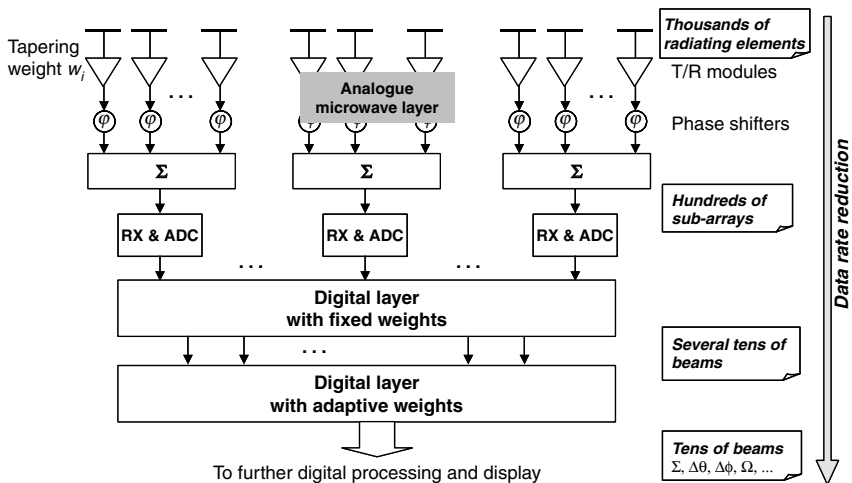 Thousands of
radiating elements
Tapering
weight wi
T/R modules
Analogue
microwave layer
...
...
φ φ φ φ φ φ
Phase shifters
Σ Σ Σ
Hundreds of
sub-arrays
RX & ADC RX & ADC RX & ADC
... ...
Digital layer
with fixed weights
...
Several tens of
beams
Digital layer
with adaptive weights
Tens of beams
Σ, Δθ, Δϕ, Ω, ...
To further digital processing and display
Data rate reduction